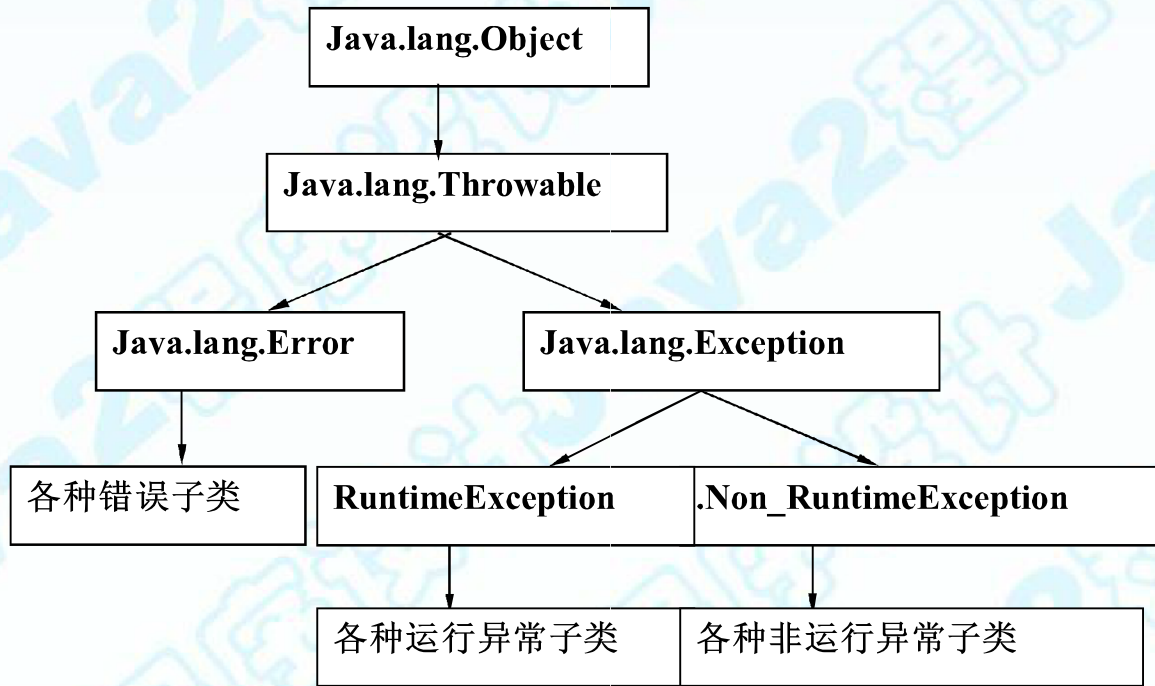 Java.lang.Object
Java.lang.Throwable
Java.lang.Error
Java.lang.Exception
各种错误子类
RuntimeException
.Non_RuntimeException
各种运行异常子类
各种非运行异常子类